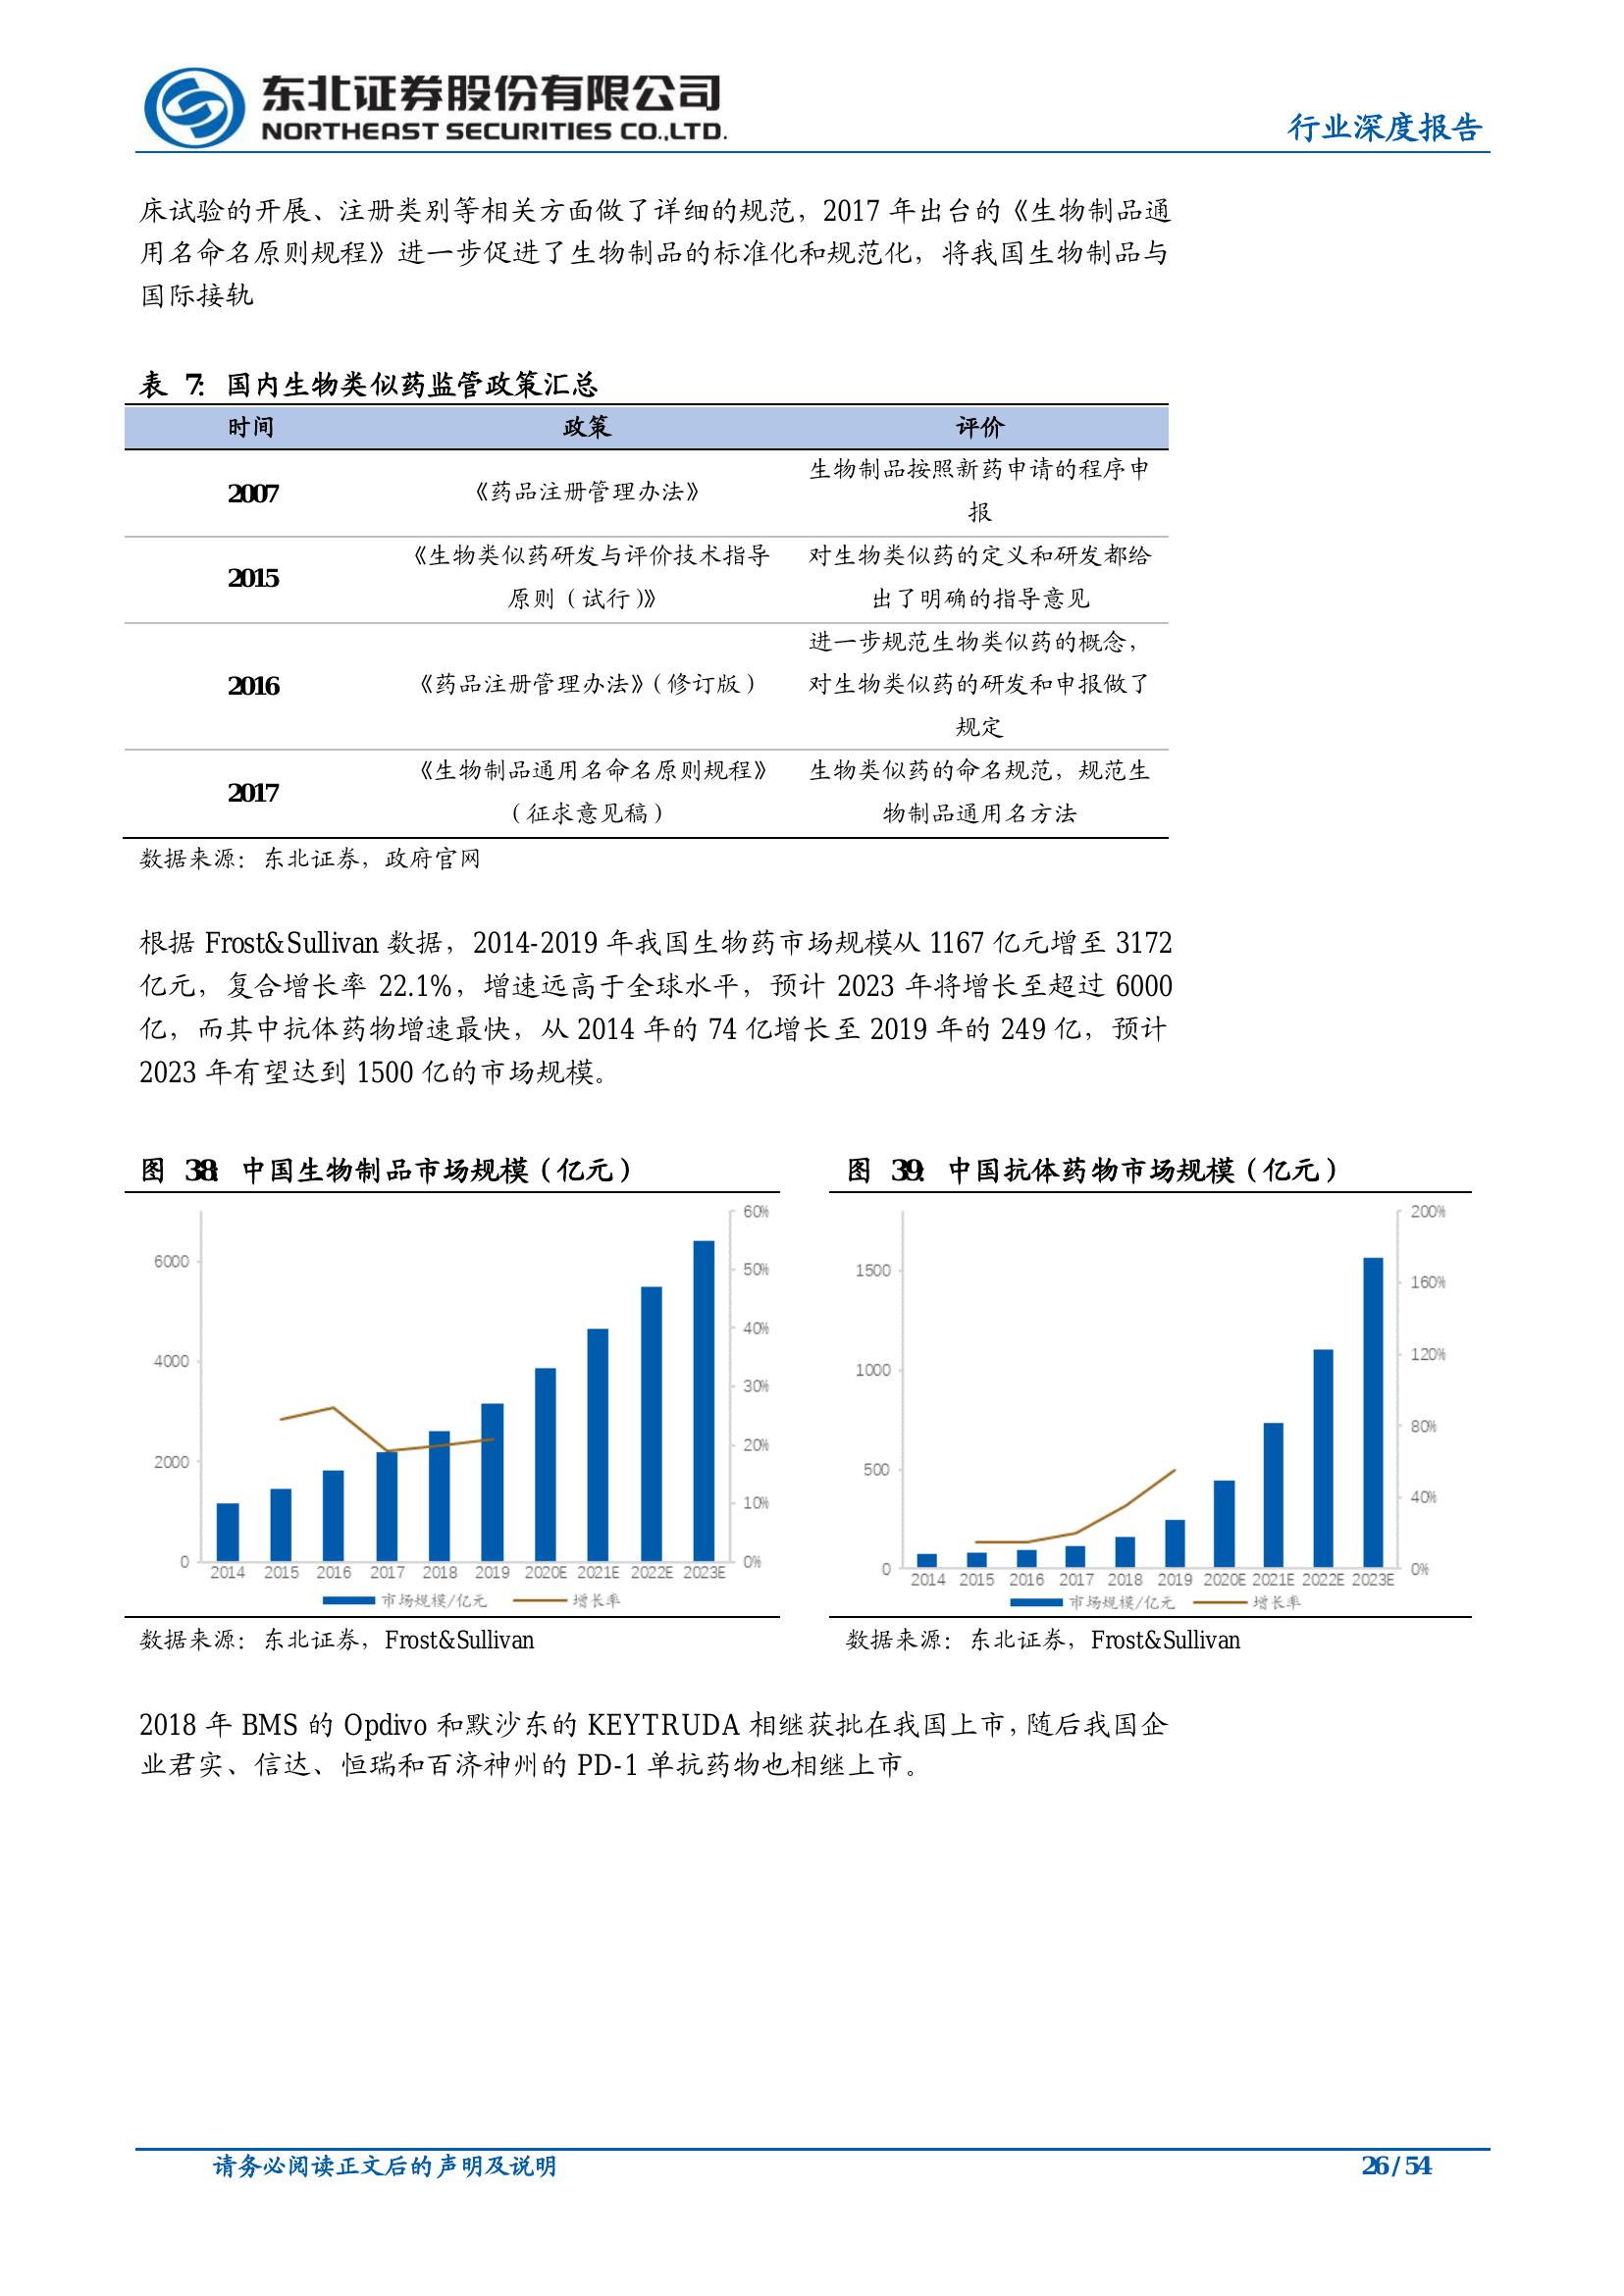 东北证券股份有限公司
NORTHEAST SECURITIES CO.,LTD.
行业深度报告
床试验的开展、注册类别等相关方面做了详细的规范，2017 年出台的《生物制品通
用名命名原则规程》进一步促进了生物制品的标准化和规范化，将我国生物制品与
国际接轨
表 7: 国内生物类似药监管政策汇总
时间 政策 评价
2007 《药品注册管理办法》 生物制品按照新药申请的程序申
报
2015 《生物类似药研发与评价技术指导 对生物类似药的定义和研发都给
原则（试行）》 出了明确的指导意见
进一步规范生物类似药的概念，
2016 《药品注册管理办法》（修订版） 对生物类似药的研发和申报做了
规定
2017 《生物制品通用名命名原则规程》 生物类似药的命名规范，规范生
（征求意见稿） 物制品通用名方法
数据来源：东北证券，政府官网
根据 Frost&Sullivan 数据，2014-2019 年我国生物药市场规模从 1167 亿元增至 3172
亿元，复合增长率 22.1%，增速远高于全球水平，预计 2023 年将增长至超过 6000
亿，而其中抗体药物增速最快，从 2014 年的 74 亿增长至 2019 年的 249 亿，预计
2023 年有望达到 1500 亿的市场规模。
图 38: 中国生物制品市场规模（亿元）
6000
4000
2000
0
60%
50%
40%
30%
20%
10%
0%
2014 2015 2016 2017 2018 2019 2020E 2021E 2022E 2023E
市场规模/亿元 增长率
数据来源：东北证券，Frost&Sullivan
图 39: 中国抗体药物市场规模（亿元）
1500
1000
500
0
200%
160%
120%
80%
40%
0%
2014 2015 2016 2017 2018 2019 2020E 2021E 2022E 2023E
市场规模/亿元 增长率
数据来源：东北证券，Frost&Sullivan
2018 年 BMS 的 Opdivo 和默沙东的 KEYTRUDA 相继获批在我国上市，随后我国企
业君实、信达、恒瑞和百济神州的 PD-1 单抗药物也相继上市。
请务必阅读正文后的声明及说明
26 / 54